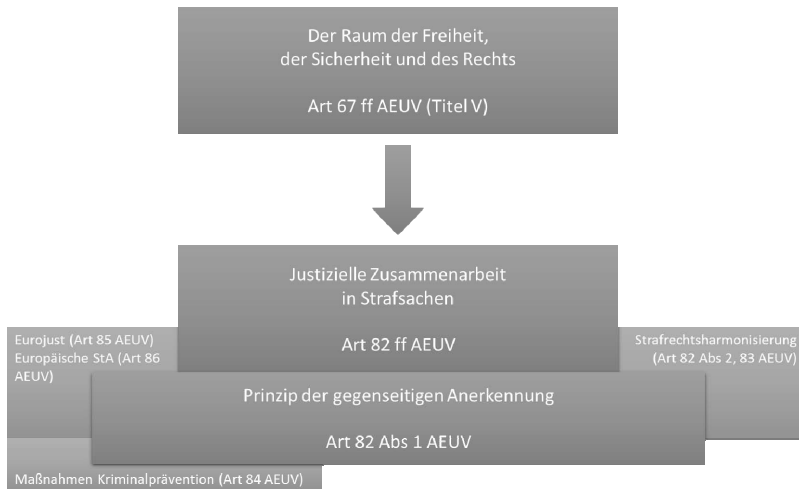 Der Raum der Freiheit,
der Sicherheit und des Rechts
Art 67 ff AEUV (Titel V)
Justizielle Zusammenarbeit
in Strafsachen
Art 82 ff AEUV
Eurojust (Art 85 AEUV)
Europäische StA (Art 86
AEUV)
Strafrechtsharmonisierung
(Art 82 Abs 2, 83 AEUV)
Prinzip der gegenseitigen Anerkennung
Art 82 Abs 1 AEUV
Maßnahmen Kriminalprävention (Art 84 AEUV)